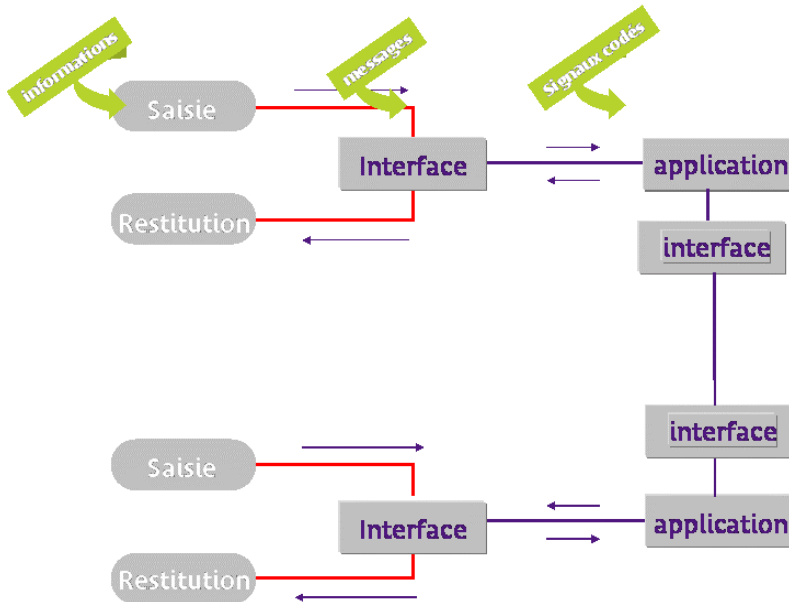 informations
messages
Signaux codés
Saisie
Interface
application
Restitution
interface
interface
Saisie
Interface
application
Restitution